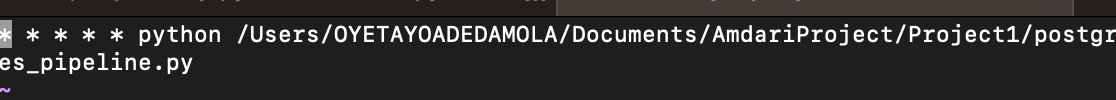 * * * * * python /Users/OYETAYOADEDAMOLA/Documents/AmdariProject/Project1/postgr
es_pipeline.py
~